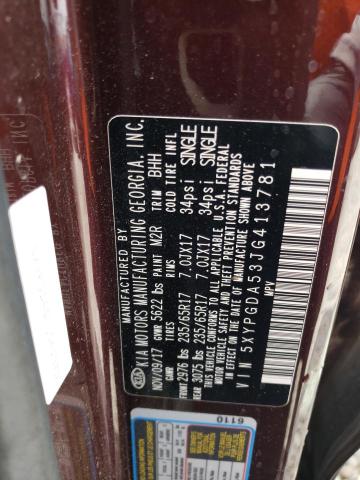 MANUFACTURED BY
KIA MOTORS MANUFACTURING GEORGIA, INC.
NOV/09/17 GVWR 5622 lbs PAINT M2R TRIM BHH
GAWR COLD TIRE INFL
FRONT 2976 lbs 235/65R17 7.0JX17 34psi SINGLE
REAR 3075 lbs 235/65R17 7.0JX17 34psi SINGLE
THIS VEHICLE CONFORMS TO ALL APPLICABLE U.S.A. FEDERAL
MOTOR VEHICLE SAFETY, BUMPER, AND THEFT PREVENTION STANDARDS
IN EFFECT ON THE DATE OF MANUFACTURE SHOWN ABOVE
VIN 5XYPGDA53JG413781
MPV
6110